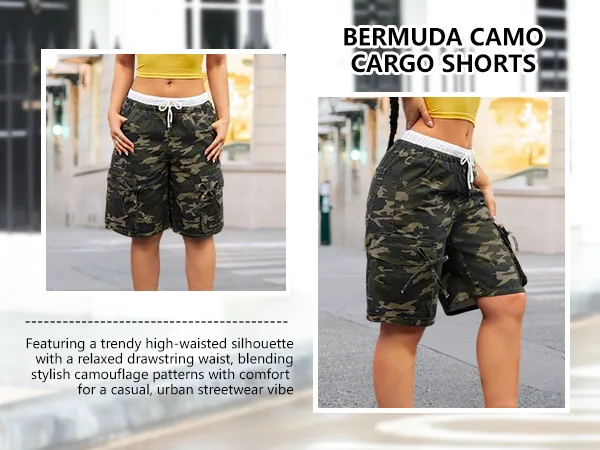 BERMUDA CAMO
CARGO SHORTS
Featuring a trendy high-waisted silhouette
with a relaxed drawstring waist, blending
stylish camouflage patterns with comfort
for a casual, urban streetwear vibe